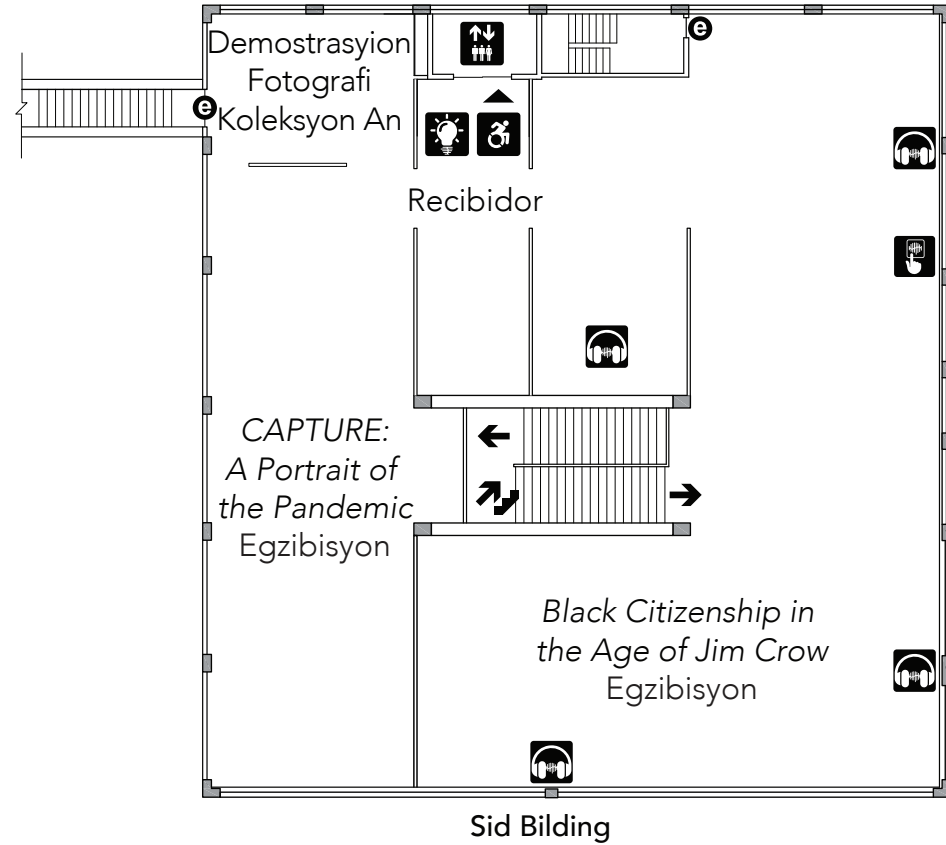 Demostrasyion
Fotografi
Koleksyon An
e
e
Recibidor
CAPTURE:
A Portrait of
the Pandemic
Egzibisyon
Black Citizenship in
the Age of Jim Crow
Egzibisyon
Sid Bilding